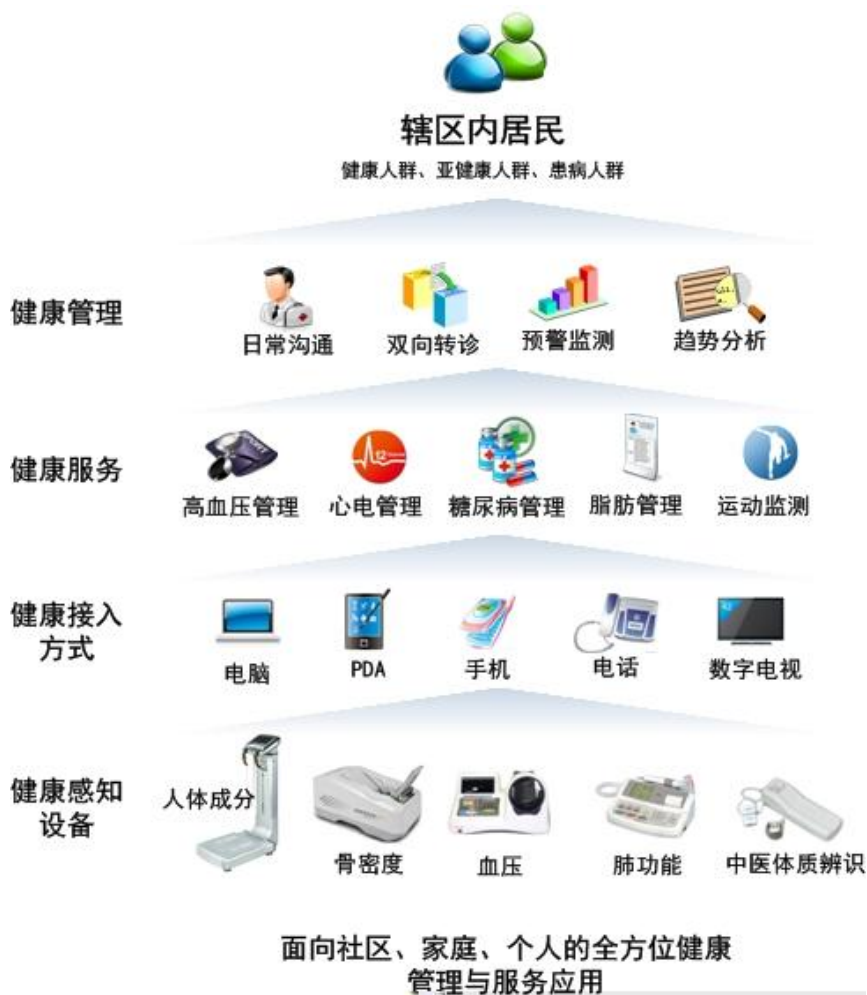 辖区内居民
健康人群、亚健康人群、患病人群
健康管理
日常沟通
双向转诊
预警监测
趋势分析
健康服务
高血压管理
心电管理
糖尿病管理
脂肪管理
运动监测
健康接入
方式
电脑
PDA
手机
电话
数字电视
健康感知
设备
人体成分
骨密度
血压
肺功能
中医体质辨识
面向社区、家庭、个人的全方位健康
管理与服务应用